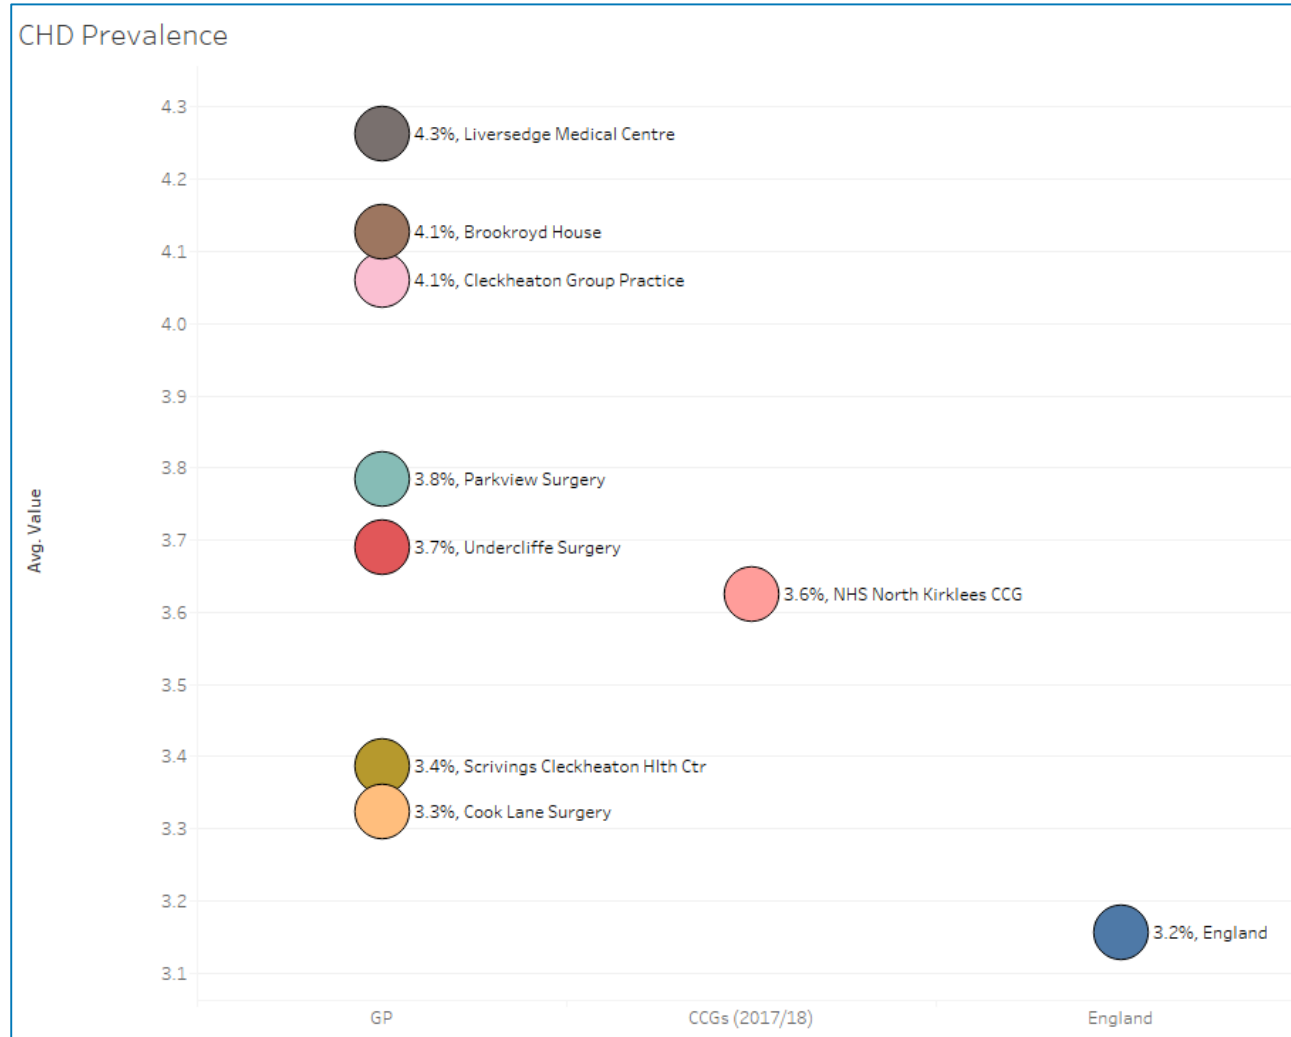 CHD Prevalence
4.3
4.3%, Liversedge Medical Centre
4.2
4.1%, Brookroyd House
4.1
4.1%, Cleckheaton Group Practice
4.0
3.9
3.8
3.8%, Parkview Surgery
3.7
3.7%, Undercliffe Surgery
Avg. Value
3.6%, NHS North Kirklees CCG
3.6
3.5
3.4
3.4%, Scrivings Cleckheaton Hlth Ctr
3.3%, Cook Lane Surgery
3.3
3.2
3.2%, England
3.1
GP
CCGs (2017/18)
England